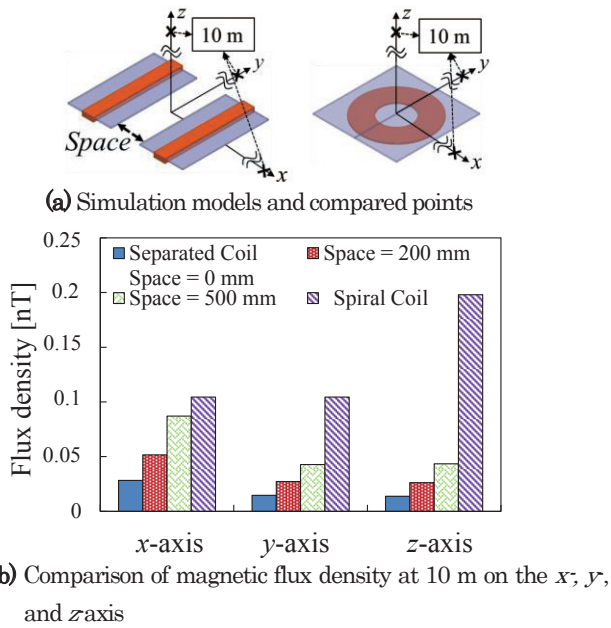 z
10 m
y
Space
x
z
10 m
y
x
(a) Simulation models and compared points
Flux density [nT]
0.25
0.2
0.15
0.1
0.05
0
Separated Coil
Space = 0 mm
Space = 200 mm
Space = 500 mm
Spiral Coil
x-axis
y-axis
z-axis
b) Comparison of magnetic flux density at 10 m on the x-, y-,
and z-axis